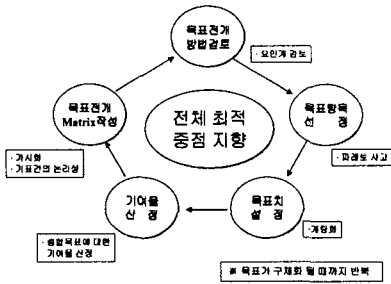 목표전개
방법검토
· 요인계 검토
목표항목
선 정
· 파레토 사고
목표치
설정
· 계량화
기여율
산 정
· 종합목표에 대한
기여율 산정
목표전개
Matrix작성
· 가시화
· 지표간의 논리성
전체 최적
중점 지향
※ 목표가 구체화 될 때까지 반복